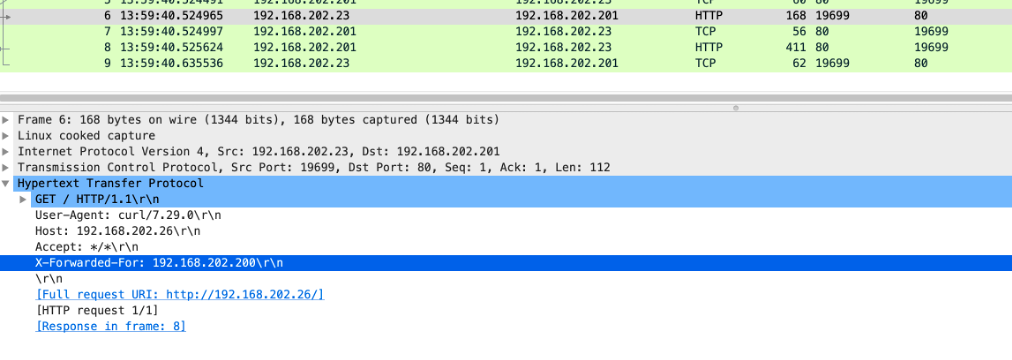 5 13:59:40.524491 192.168.202.201 192.168.202.23 TCP 60 80 19699
6 13:59:40.524965 192.168.202.23 192.168.202.201 HTTP 168 19699 80
7 13:59:40.524997 192.168.202.201 192.168.202.23 TCP 56 80 19699
8 13:59:40.525624 192.168.202.201 192.168.202.23 HTTP 411 80 19699
9 13:59:40.635536 192.168.202.23 192.168.202.201 TCP 62 19699 80
Frame 6: 168 bytes on wire (1344 bits), 168 bytes captured (1344 bits)
Linux cooked capture
Internet Protocol Version 4, Src: 192.168.202.23, Dst: 192.168.202.201
Transmission Control Protocol, Src Port: 19699, Dst Port: 80, Seq: 1, Ack: 1, Len: 112
Hypertext Transfer Protocol
GET / HTTP/1.1\r\n
User-Agent: curl/7.29.0\r\n
Host: 192.168.202.26\r\n
Accept: */*\r\n
X-Forwarded-For: 192.168.202.200\r\n
\r\n
[Full request URI: http://192.168.202.26/]
[HTTP request 1/1]
[Response in frame: 8]